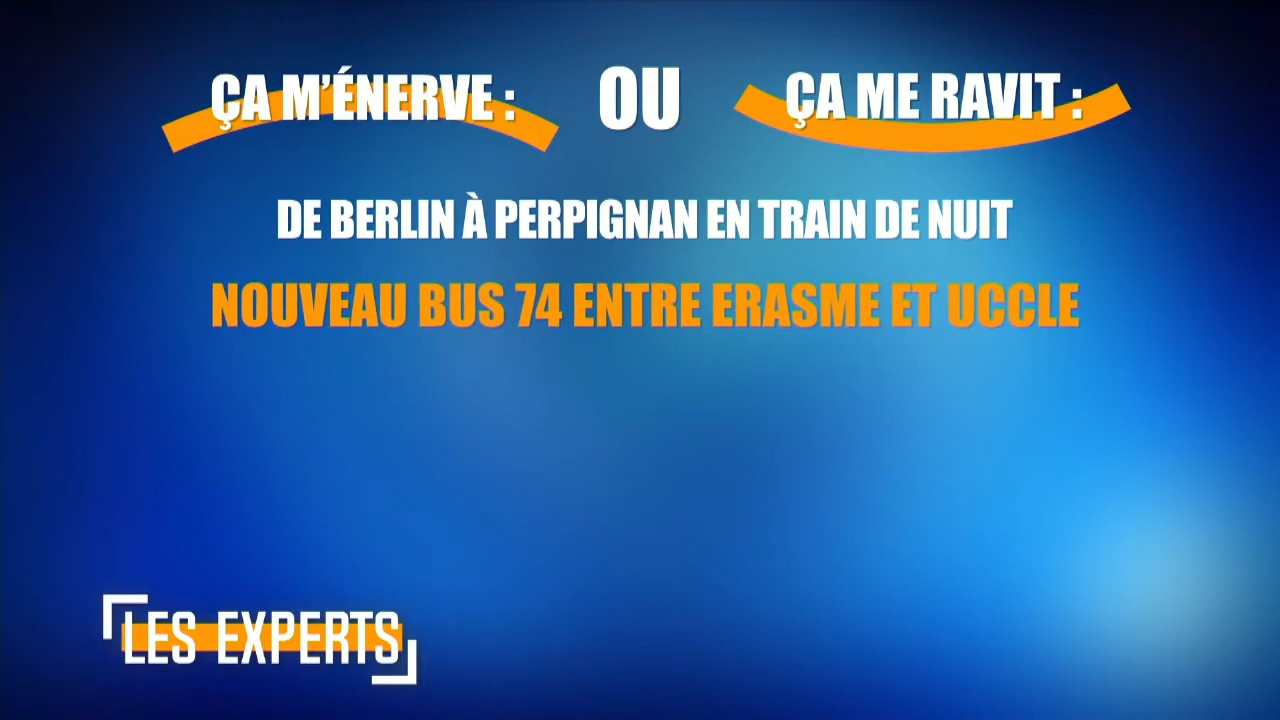 ÇA M'ÉNERVE : OU ÇA ME RAVIT :
DE BERLIN À PERPIGNAN EN TRAIN DE NUIT
NOUVEAU BUS 74 ENTRE ERASME ET UCCLE
LES EXPERTS